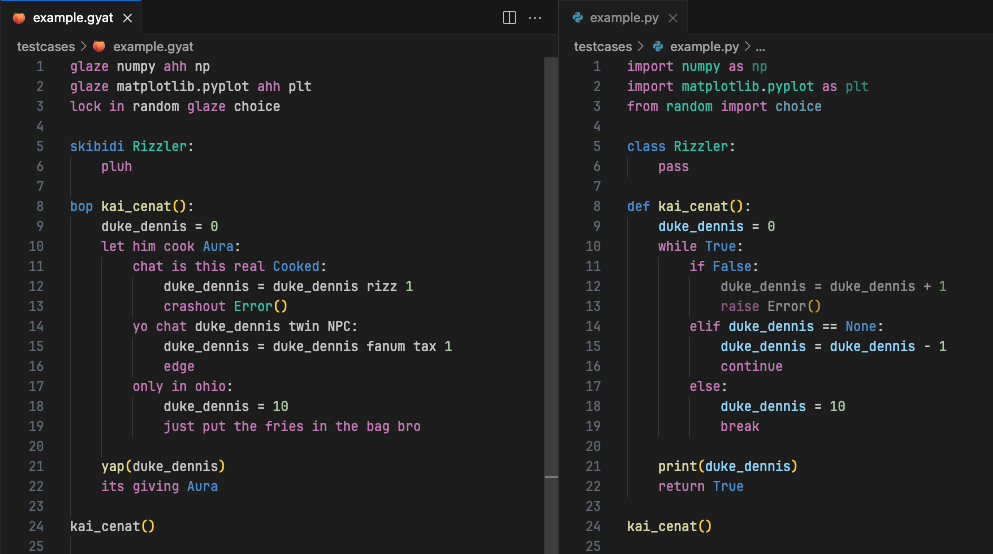 example.gyat
testcases > example.gyat
1 glaze numpy ahh np
2 glaze matplotlib.pyplot ahh plt
3 lock in random glaze choice
4
5 skibidi Rizzler:
6     pluh
7
8 bop kai_cenat():
9     duke_dennis = 0
10     let him cook Aura:
11         chat is this real Cooked:
12             duke_dennis = duke_dennis rizz 1
13             crashout Error()
14         yo chat duke_dennis twin NPC:
15             duke_dennis = duke_dennis fanum tax 1
16             edge
17         only in ohio:
18             duke_dennis = 10
19             just put the fries in the bag bro
20
21     yap(duke_dennis)
22     its giving Aura
23
24 kai_cenat()
25
example.py
testcases > example.py > ...
1 import numpy as np
2 import matplotlib.pyplot as plt
3 from random import choice
4
5 class Rizzler:
6     pass
7
8 def kai_cenat():
9     duke_dennis = 0
10     while True:
11         if False:
12             duke_dennis = duke_dennis + 1
13             raise Error()
14         elif duke_dennis == None:
15             duke_dennis = duke_dennis - 1
16             continue
17         else:
18             duke_dennis = 10
19             break
20
21     print(duke_dennis)
22     return True
23
24 kai_cenat()
25